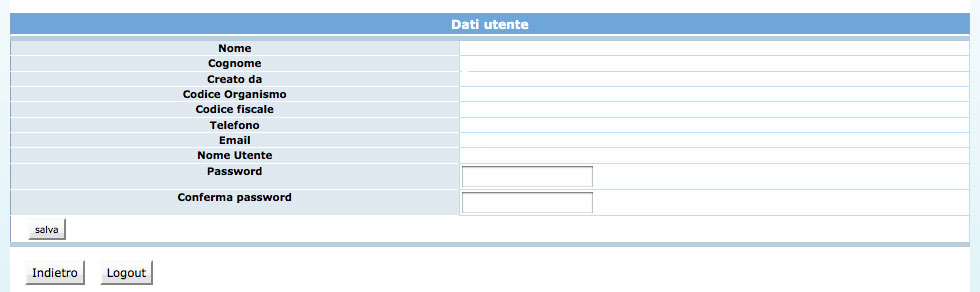 Dati utente
Nome
Cognome
Creato da
Codice Organismo
Codice fiscale
Telefono
Email
Nome Utente
Password
Conferma password
salva
Indietro Logout